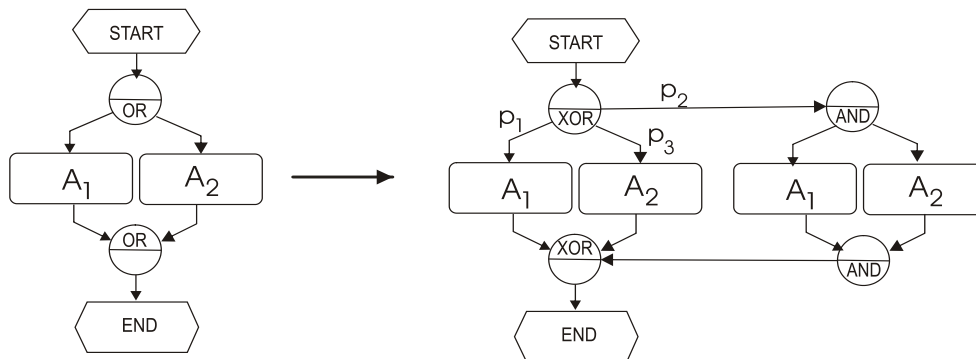 START
OR
A₁
A₂
OR
END
START
XOR
p₁
p₂
p₃
AND
A₁
A₂
A₁
A₂
XOR
AND
END